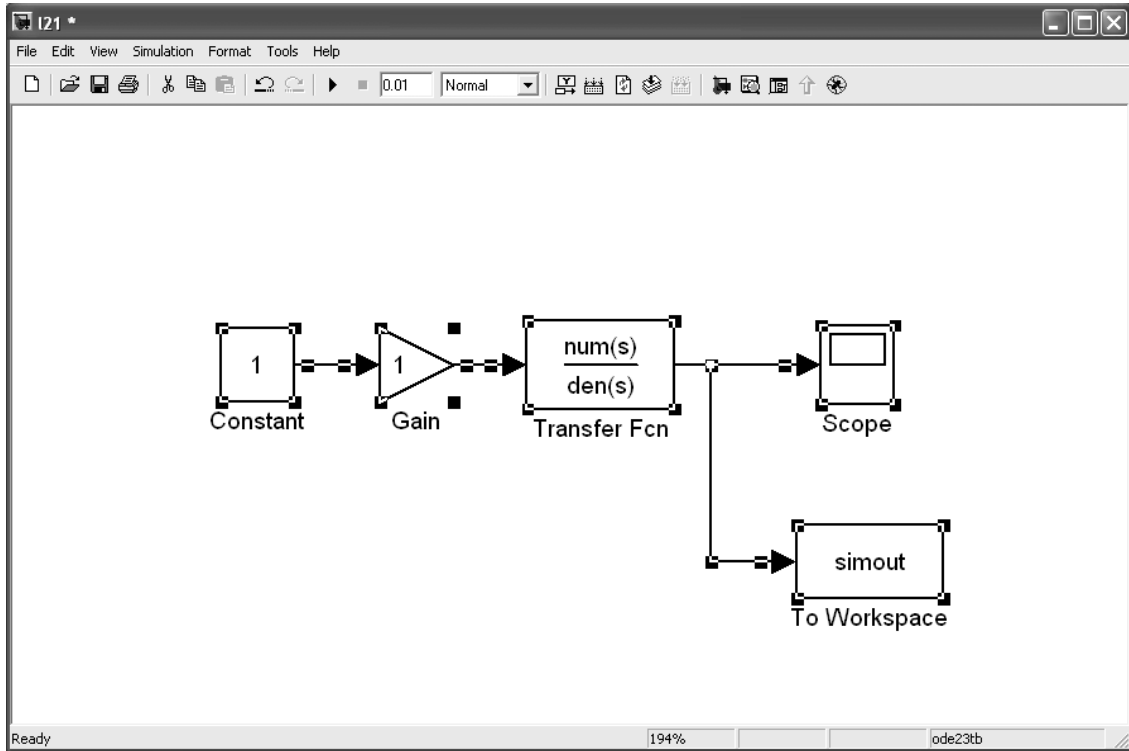 I21 *
File Edit View Simulation Format Tools Help
0.01 Normal
1
Constant
1
Gain
num(s)
den(s)
Transfer Fcn
Scope
simout
To Workspace
Ready 194% ode23tb